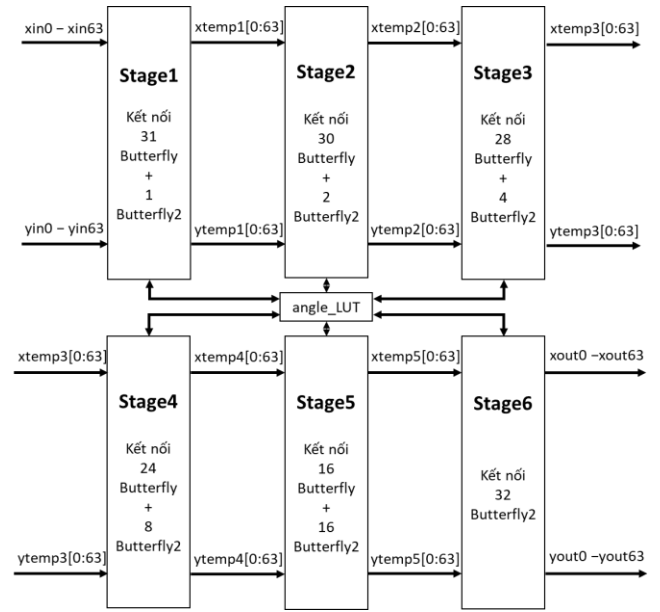 xin0 – xin63
xtemp1[0:63]
xtemp2[0:63]
xtemp3[0:63]
Stage1
Kết nối
31
Butterfly
+
1
Butterfly2
Stage2
Kết nối
30
Butterfly
+
2
Butterfly2
Stage3
Kết nối
28
Butterfly
+
4
Butterfly2
yin0 – yin63
ytemp1[0:63]
ytemp2[0:63]
ytemp3[0:63]
angle_LUT
xtemp3[0:63]
xtemp4[0:63]
xtemp5[0:63]
xout0 –xout63
Stage4
Kết nối
24
Butterfly
+
8
Butterfly2
Stage5
Kết nối
16
Butterfly
+
16
Butterfly2
Stage6
Kết nối
32
Butterfly2
ytemp3[0:63]
ytemp4[0:63]
ytemp5[0:63]
yout0 –yout63